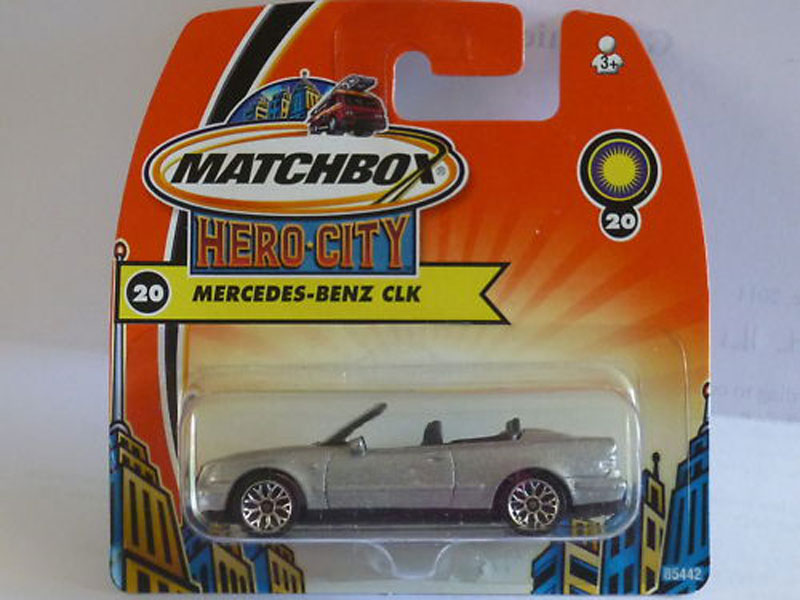 3+
MATCHBOX®
HERO·CITY
20
20 MERCEDES-BENZ CLK
85442